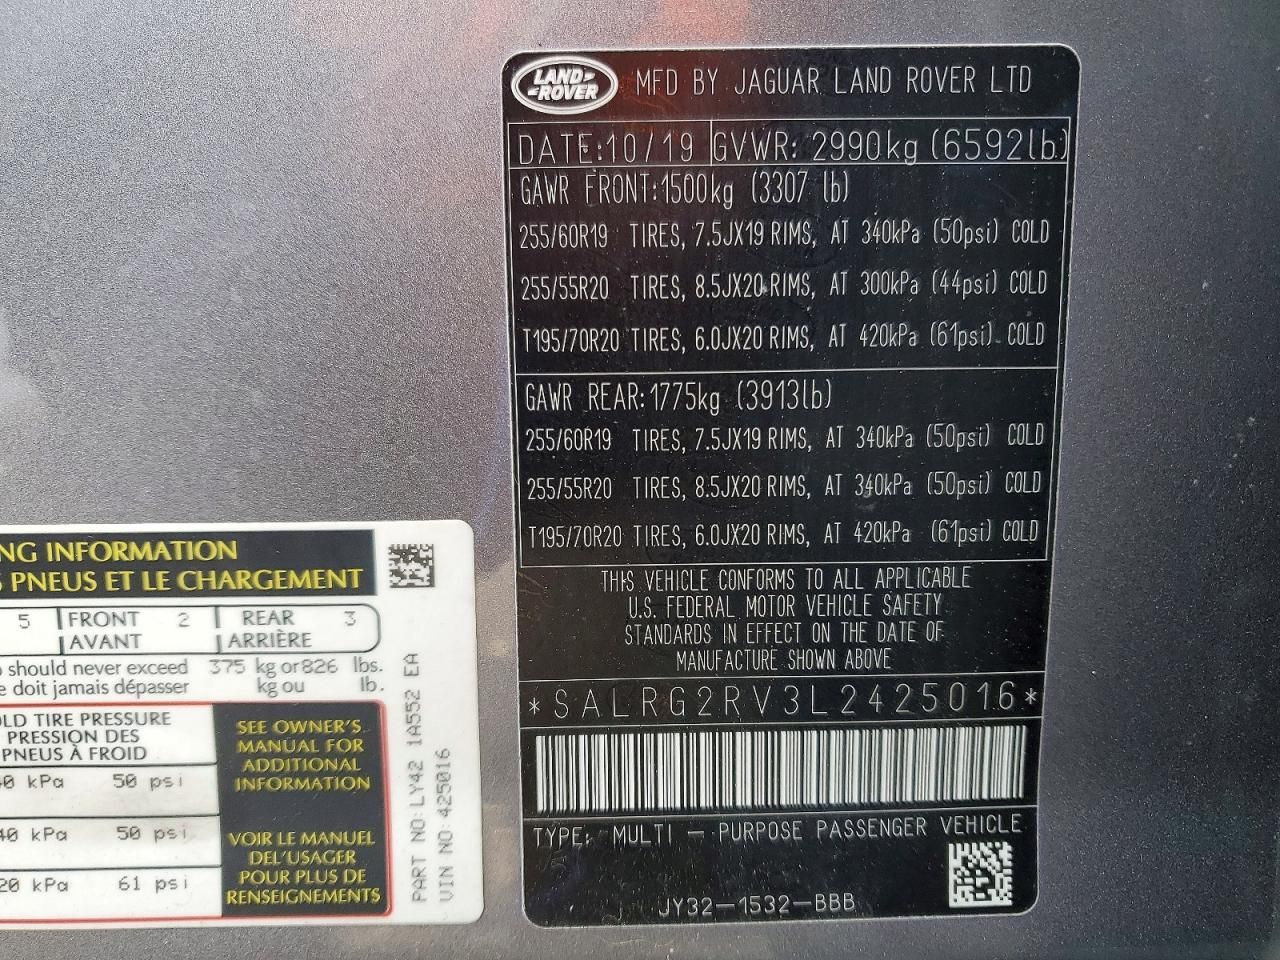 LAND-
-ROVER
MFD BY JAGUAR LAND ROVER LTD
DATE:10/19 GVWR: 2990kg (6592lb)
GAWR FRONT:1500kg (3307 lb)
255/60R19 TIRES, 7.5JX19 RIMS, AT 340kPa (50psi) COLD
255/55R20 TIRES, 8.5JX20 RIMS, AT 300kPa (44psi) COLD
T195/70R20 TIRES, 6.0JX20 RIMS, AT 420kPa (61psi) COLD
GAWR REAR:1775kg (3913lb)
255/60R19 TIRES, 7.5JX19 RIMS, AT 340kPa (50psi) COLD
255/55R20 TIRES, 8.5JX20 RIMS, AT 340kPa (50psi) COLD
T195/70R20 TIRES, 6.0JX20 RIMS, AT 420kPa (61psi) COLD
THIS VEHICLE CONFORMS TO ALL APPLICABLE
U.S. FEDERAL MOTOR VEHICLE SAFETY
STANDARDS IN EFFECT ON THE DATE OF
MANUFACTURE SHOWN ABOVE
*SALRG2RV3L2425016*
TYPE: MULTI - PURPOSE PASSENGER VEHICLE
JY32-1532-BBB
NG INFORMATION
PNEUS ET LE CHARGEMENT
5 FRONT 2 REAR 3
AVANT ARRIÈRE
should never exceed 375 kg or 826 lbs.
e doit jamais dépasser kg ou lb.
LD TIRE PRESSURE
PRESSION DES
PNEUS À FROID
40 kPa 50 psi
40 kPa 50 psi
20 kPa 61 psi
SEE OWNER'S
MANUAL FOR
ADDITIONAL
INFORMATION
VOIR LE MANUEL
DEL'USAGER
POUR PLUS DE
RENSEIGNEMENTS
PART NO:LY42 1A552 EA
VIN NO:425016